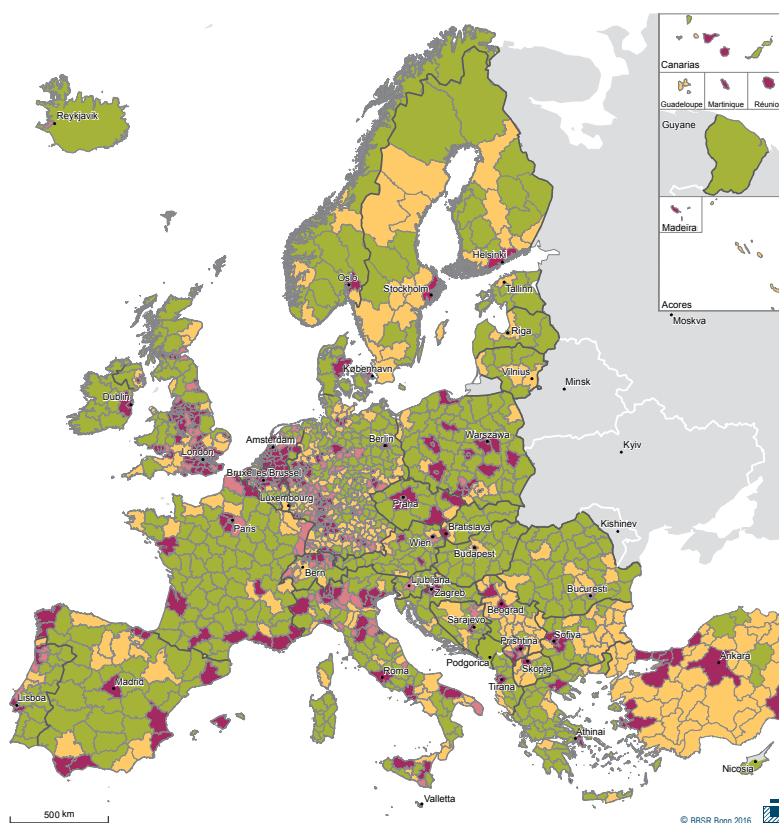 Canarias
Guadeloupe
Martinique
Réunion
Guyane
Madeira
Acores
Reykjavik
Helsinki
Oslo
Stockholm
Tallinn
Moskva
Riga
København
Vilnius
Minsk
Dublin
Amsterdam
Berlin
Warszawa
London
Kyiv
Bruxelles/Brussel
Luxembourg
Praha
Paris
Kishinev
Bratislava
Wien
Budapest
Bern
Ljubljana
Zagreb
Bucuresti
Beograd
Sarajevo
Prishtina
Sofiya
Podgorica
Skopje
Ankara
Roma
Tirana
Madrid
Lisboa
Athinai
Nicosia
Valletta
500 km
© BBSR Bonn 2016